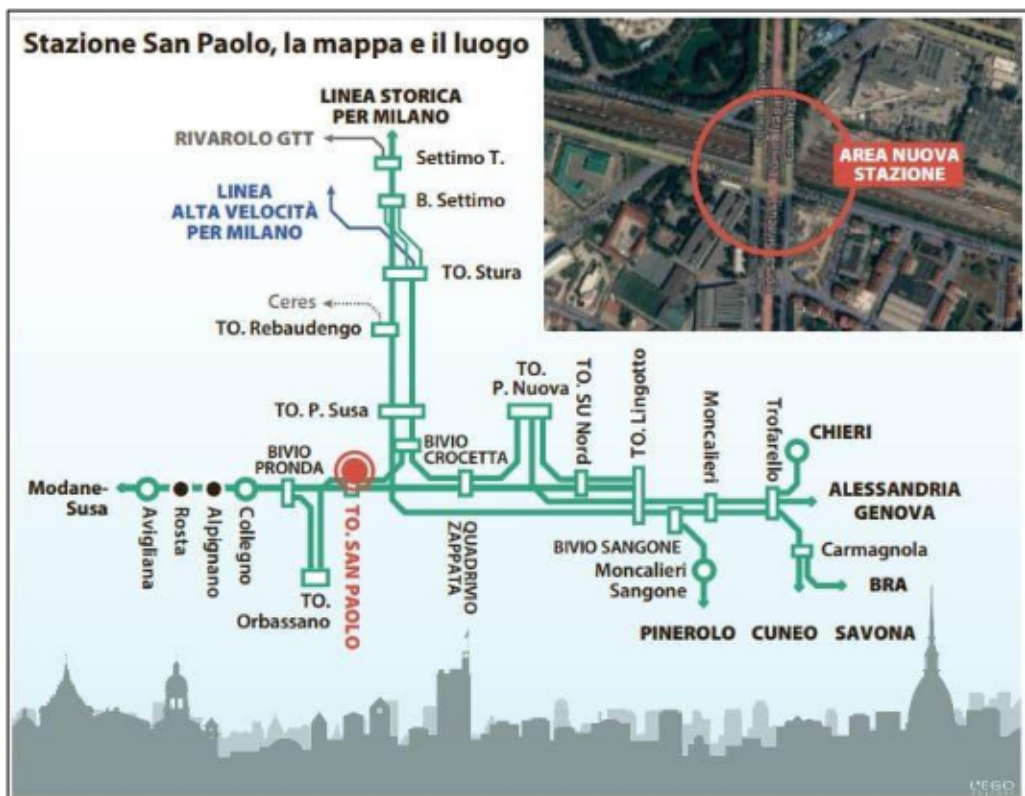 Stazione San Paolo, la mappa e il luogo
LINEA STORICA
PER MILANO
RIVAROLO GTT
Settimo T.
LINEA
ALTA VELOCITÀ
PER MILANO
B. Settimo
TO. Stura
Ceres
TO. Rebaudengo
AREA NUOVA
STAZIONE
TO. P. Susa
TO.
P. Nuova
TO. SU Nord
TO. Lingotto
Moncalieri
Trofarello
CHIERI
BIVIO
PRONDA
BIVIO
CROCETTA
Modane-
Susa
ALESSANDRIA
GENOVA
Avigliana
Rosta
Alpignano
Collegno
TO.
Orbassano
TO. SAN PAOLO
QUADRIVIO
ZAPPATA
BIVIO SANGONE
Moncalieri
Sangone
Carmagnola
BRA
PINEROLO
CUNEO
SAVONA
L'EGO